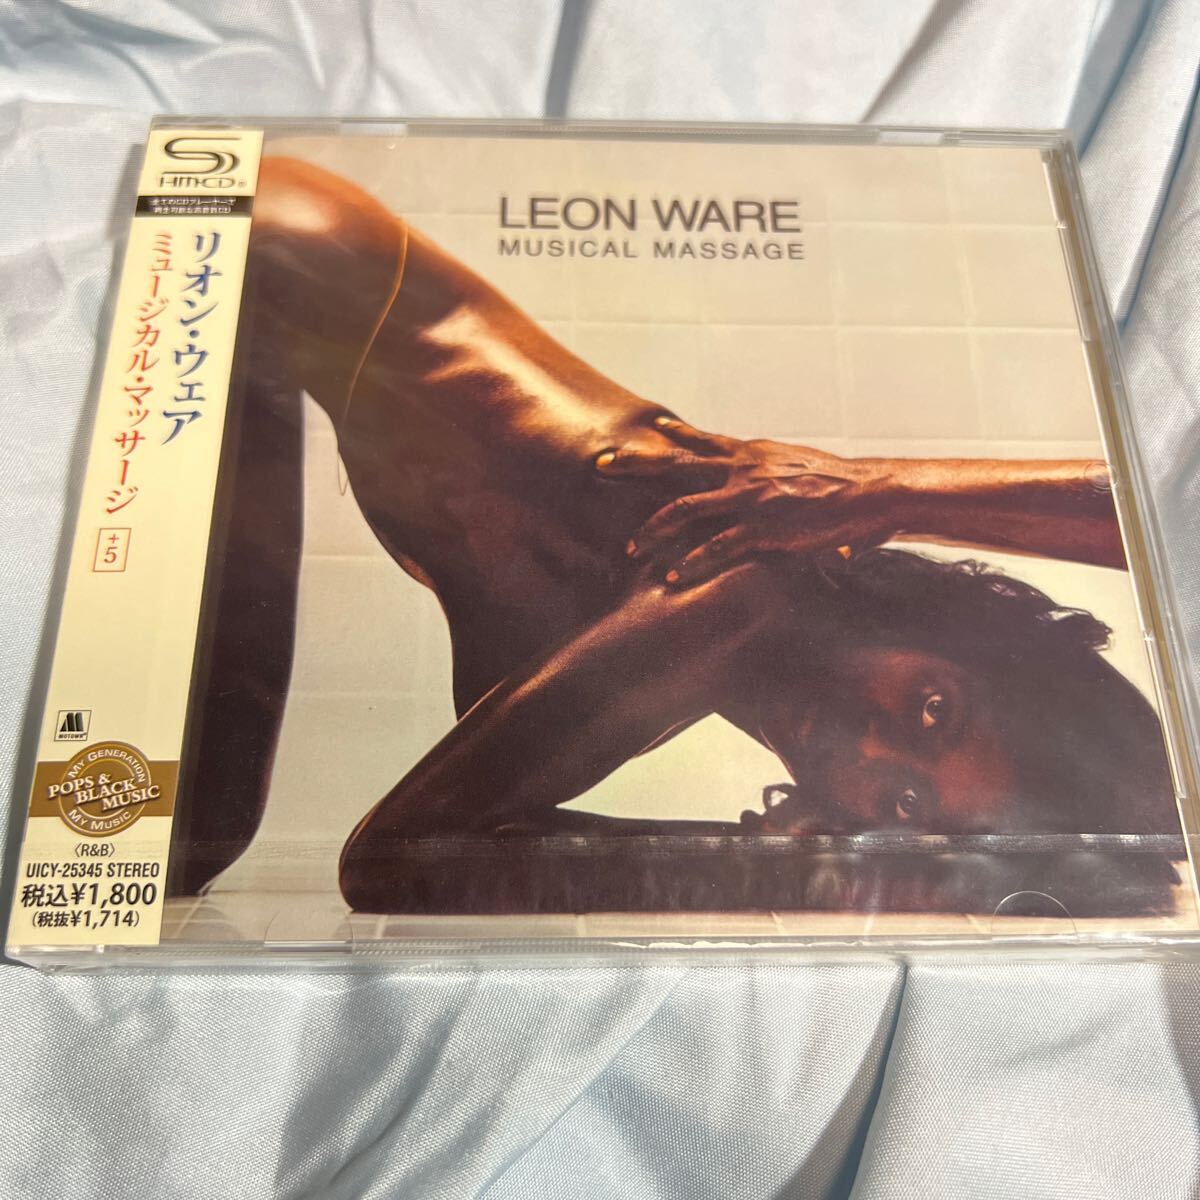 SHM-CD®
全てのCDプレーヤーで
再生可能な高音質CD
リオン・ウェア
ミュージカル・マッサージ
+5
MOTOWN
MY GENERATION
POPS &
BLACK MUSIC
MY MUSIC
〈R&B〉
UICY-25345 STEREO
税込¥1,800
(税抜¥1,714)
LEON WARE
MUSICAL MASSAGE